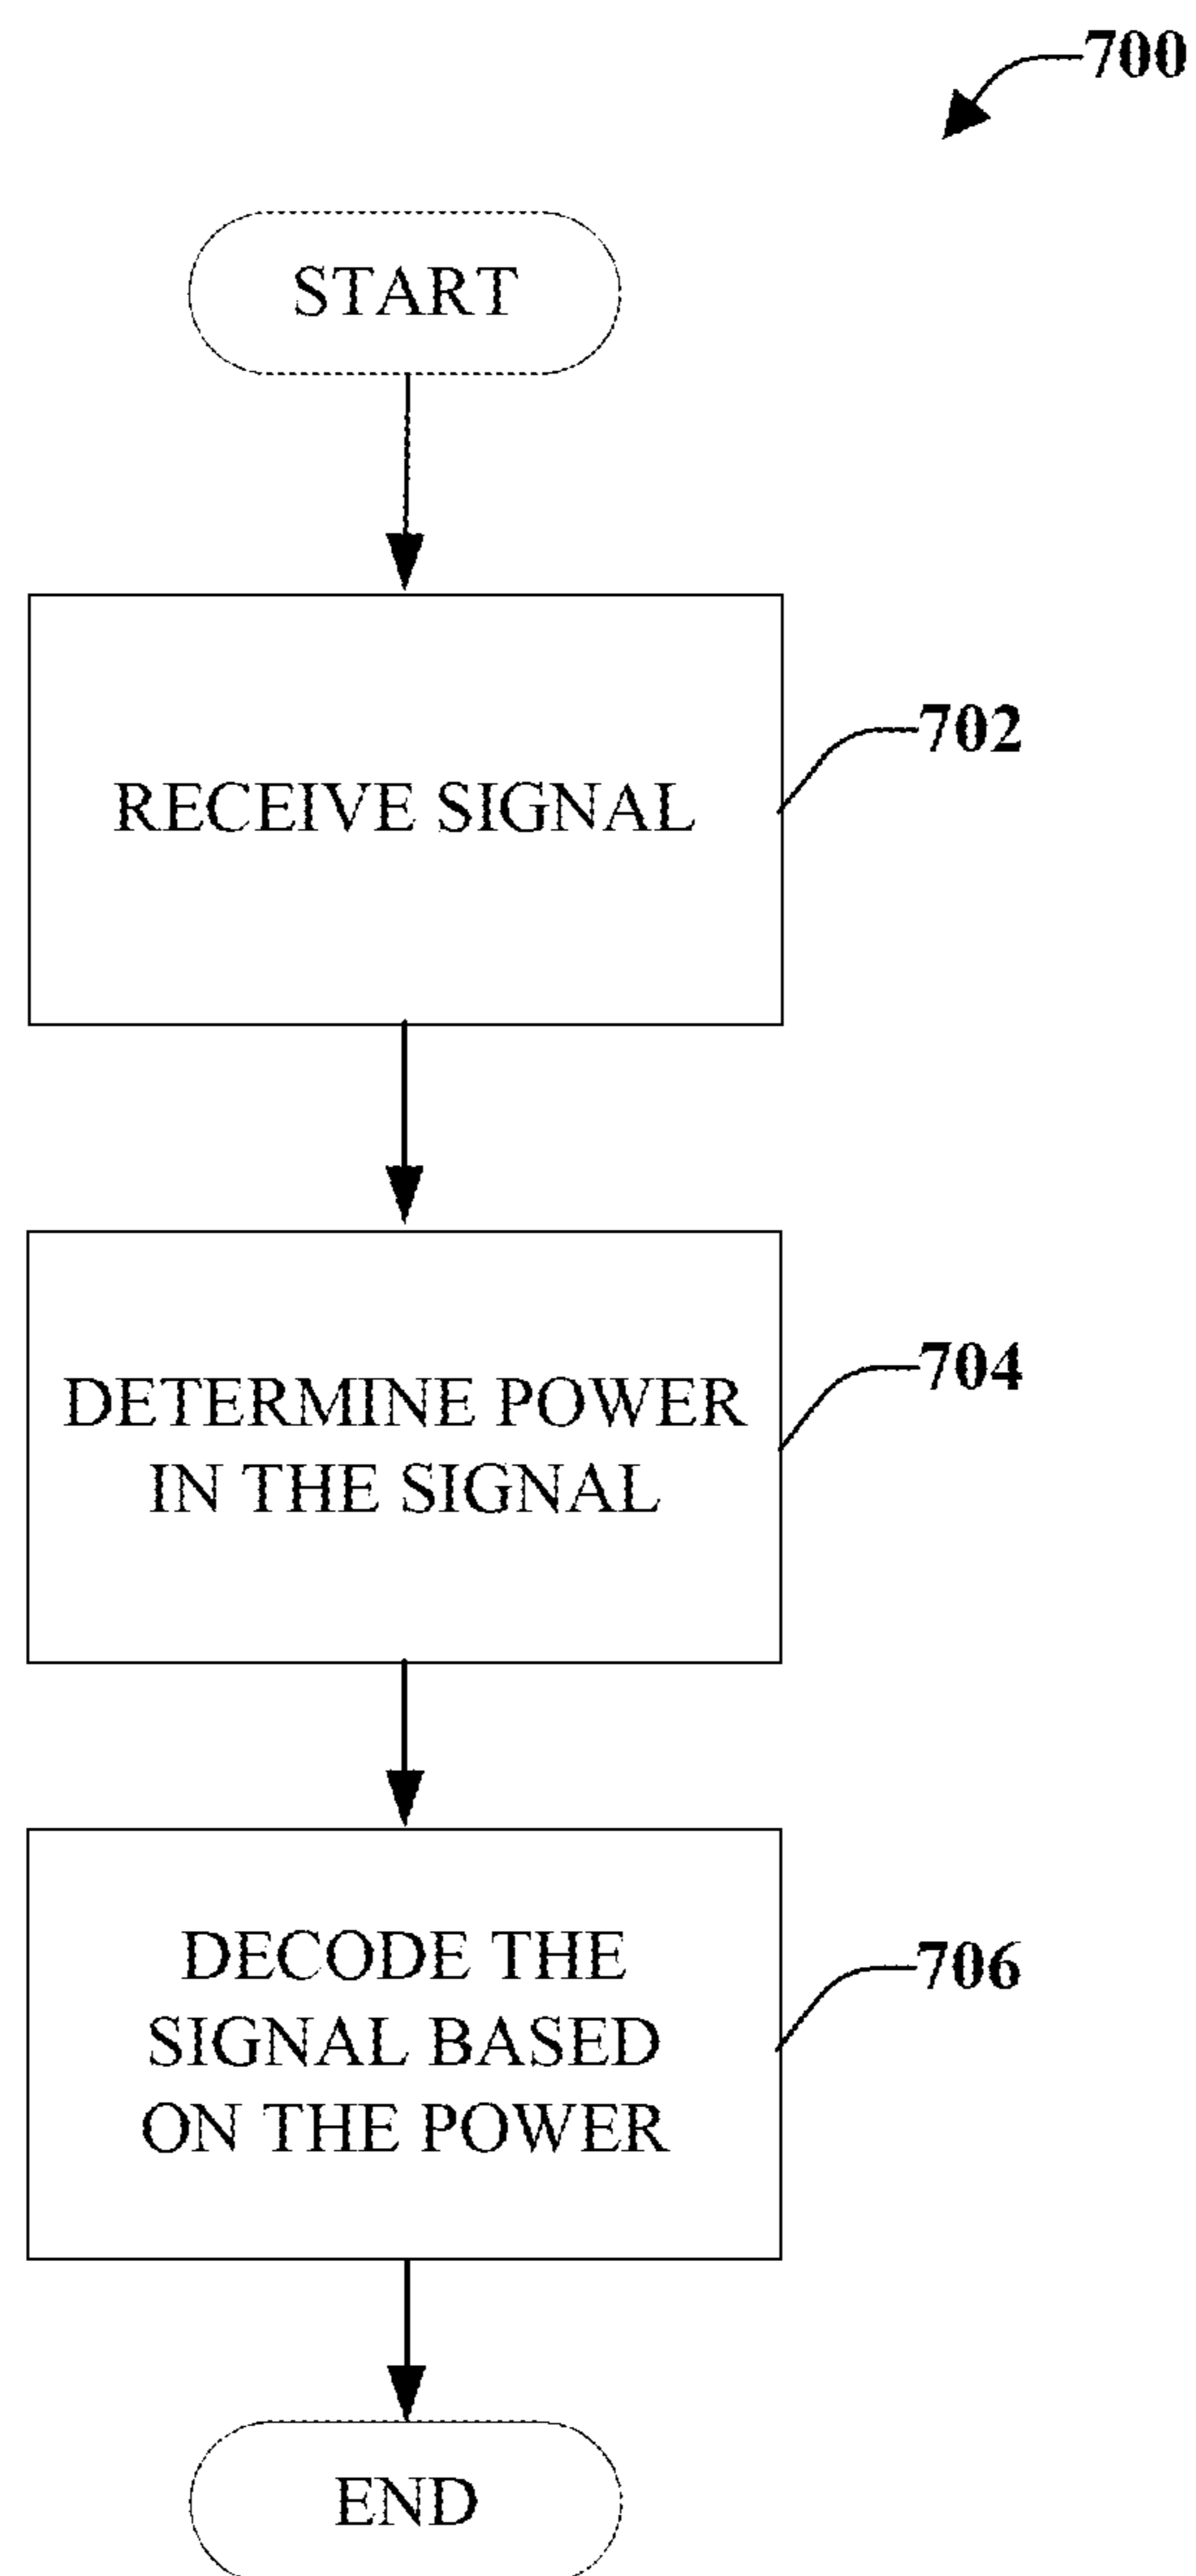 700
START
RECEIVE SIGNAL
702
DETERMINE POWER
IN THE SIGNAL
704
DECODE THE
SIGNAL BASED
ON THE POWER
706
END